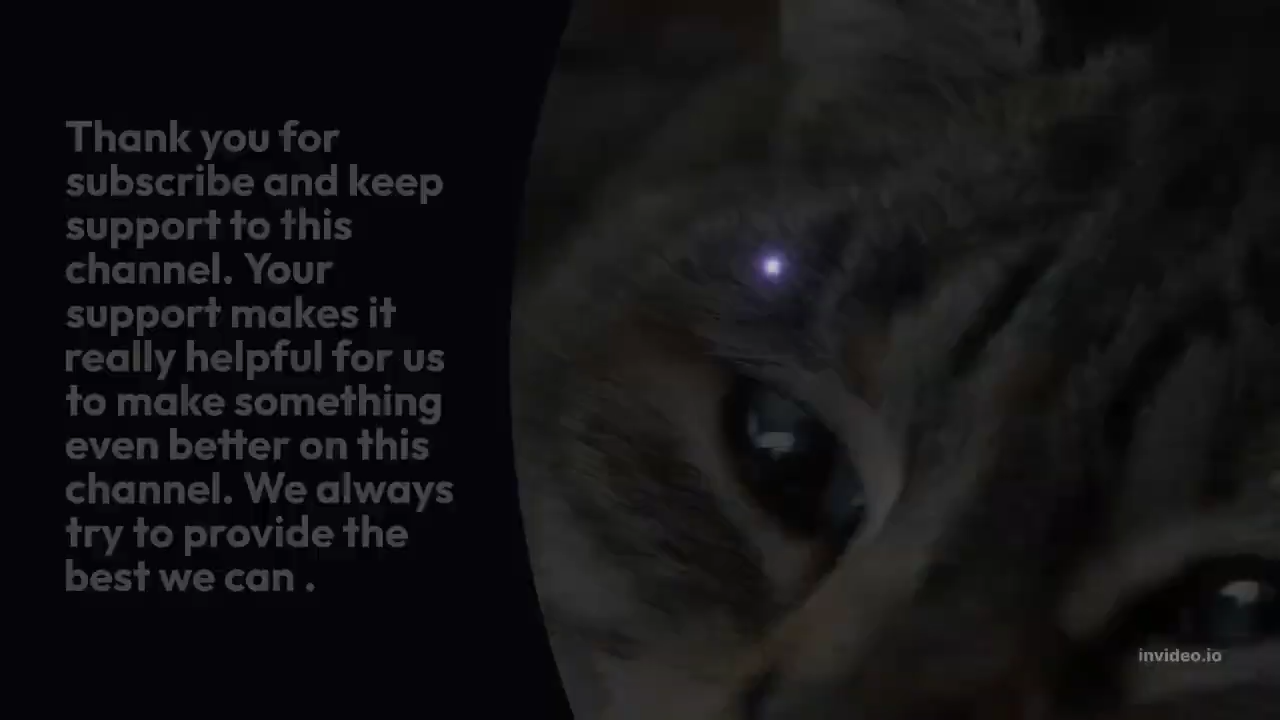 Thank you for
subscribe and keep
support to this
channel. Your
support makes it
really helpful for us
to make something
even better on this
channel. We always
try to provide the
best we can .
invideo.io